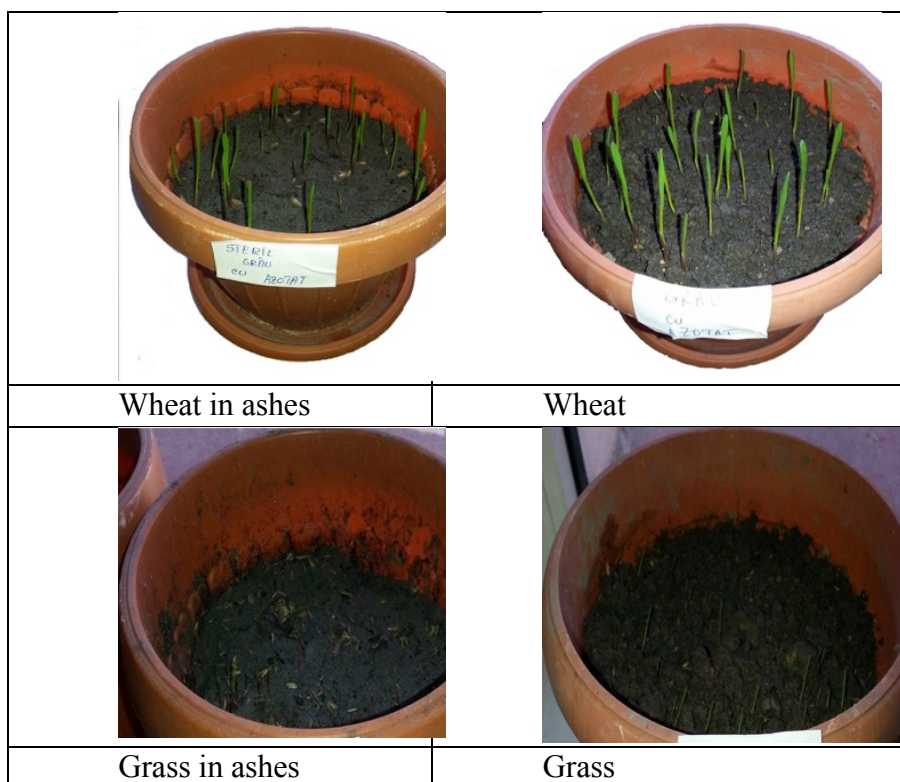 STERIL
GRÂU
CU AZOTAT
GRÂU
CU
AZOTAT
Wheat in ashes
Wheat
Grass in ashes
Grass